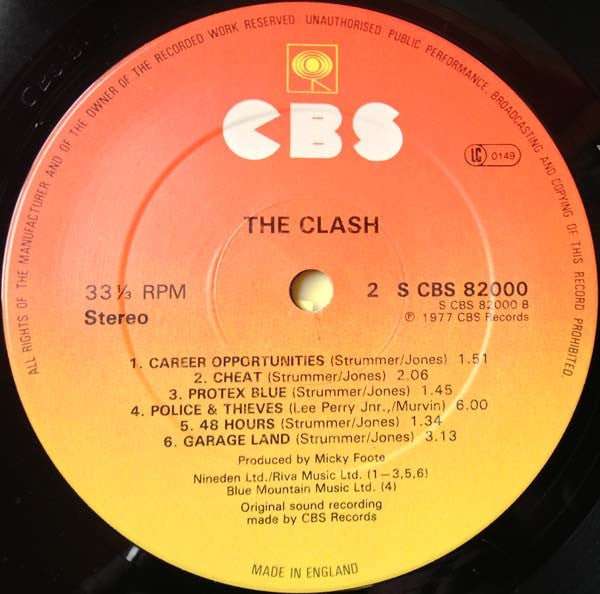 ALL RIGHTS OF THE MANUFACTURER AND OF THE OWNER OF THE RECORDED WORK RESERVED · UNAUTHORISED PUBLIC PERFORMANCE, BROADCASTING AND COPYING OF THIS RECORD PROHIBITED
CBS
LC 0149
THE CLASH
33⅓ RPM
Stereo
2 S CBS 82000
S CBS 82000 B
℗ 1977 CBS Records
1. CAREER OPPORTUNITIES (Strummer/Jones) 1.51
2. CHEAT (Strummer/Jones) 2.06
3. PROTEX BLUE (Strummer/Jones) 1.45
4. POLICE & THIEVES (Lee Perry Jnr.,/Murvin) 6.00
5. 48 HOURS (Strummer/Jones) 1.34
6. GARAGE LAND (Strummer/Jones) 3.13
Produced by Micky Foote
Nineden Ltd./Riva Music Ltd. (1–3,5,6)
Blue Mountain Music Ltd. (4)
Original sound recording
made by CBS Records
MADE IN ENGLAND